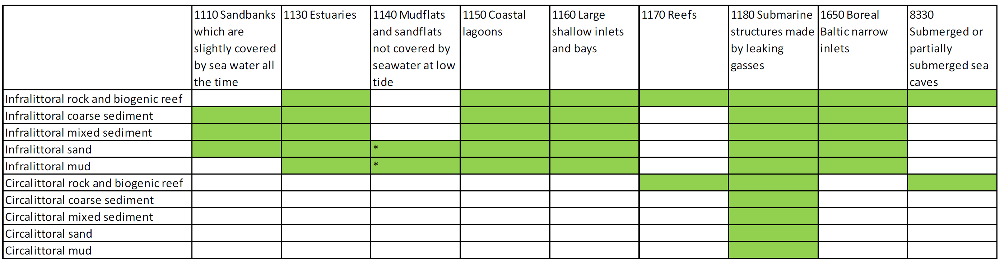 1110 Sandbanks
which are
slightly covered
by sea water all
the time
1130 Estuaries
1140 Mudflats
and sandflats
not covered by
seawater at low
tide
1150 Coastal
lagoons
1160 Large
shallow inlets
and bays
1170 Reefs
1180 Submarine
structures made
by leaking
gasses
1650 Boreal
Baltic narrow
inlets
8330
Submerged or
partially
submerged sea
caves
Infralittoral rock and biogenic reef
Infralittoral coarse sediment
Infralittoral mixed sediment
Infralittoral sand *
Infralittoral mud *
Circalittoral rock and biogenic reef
Circalittoral coarse sediment
Circalittoral mixed sediment
Circalittoral sand
Circalittoral mud